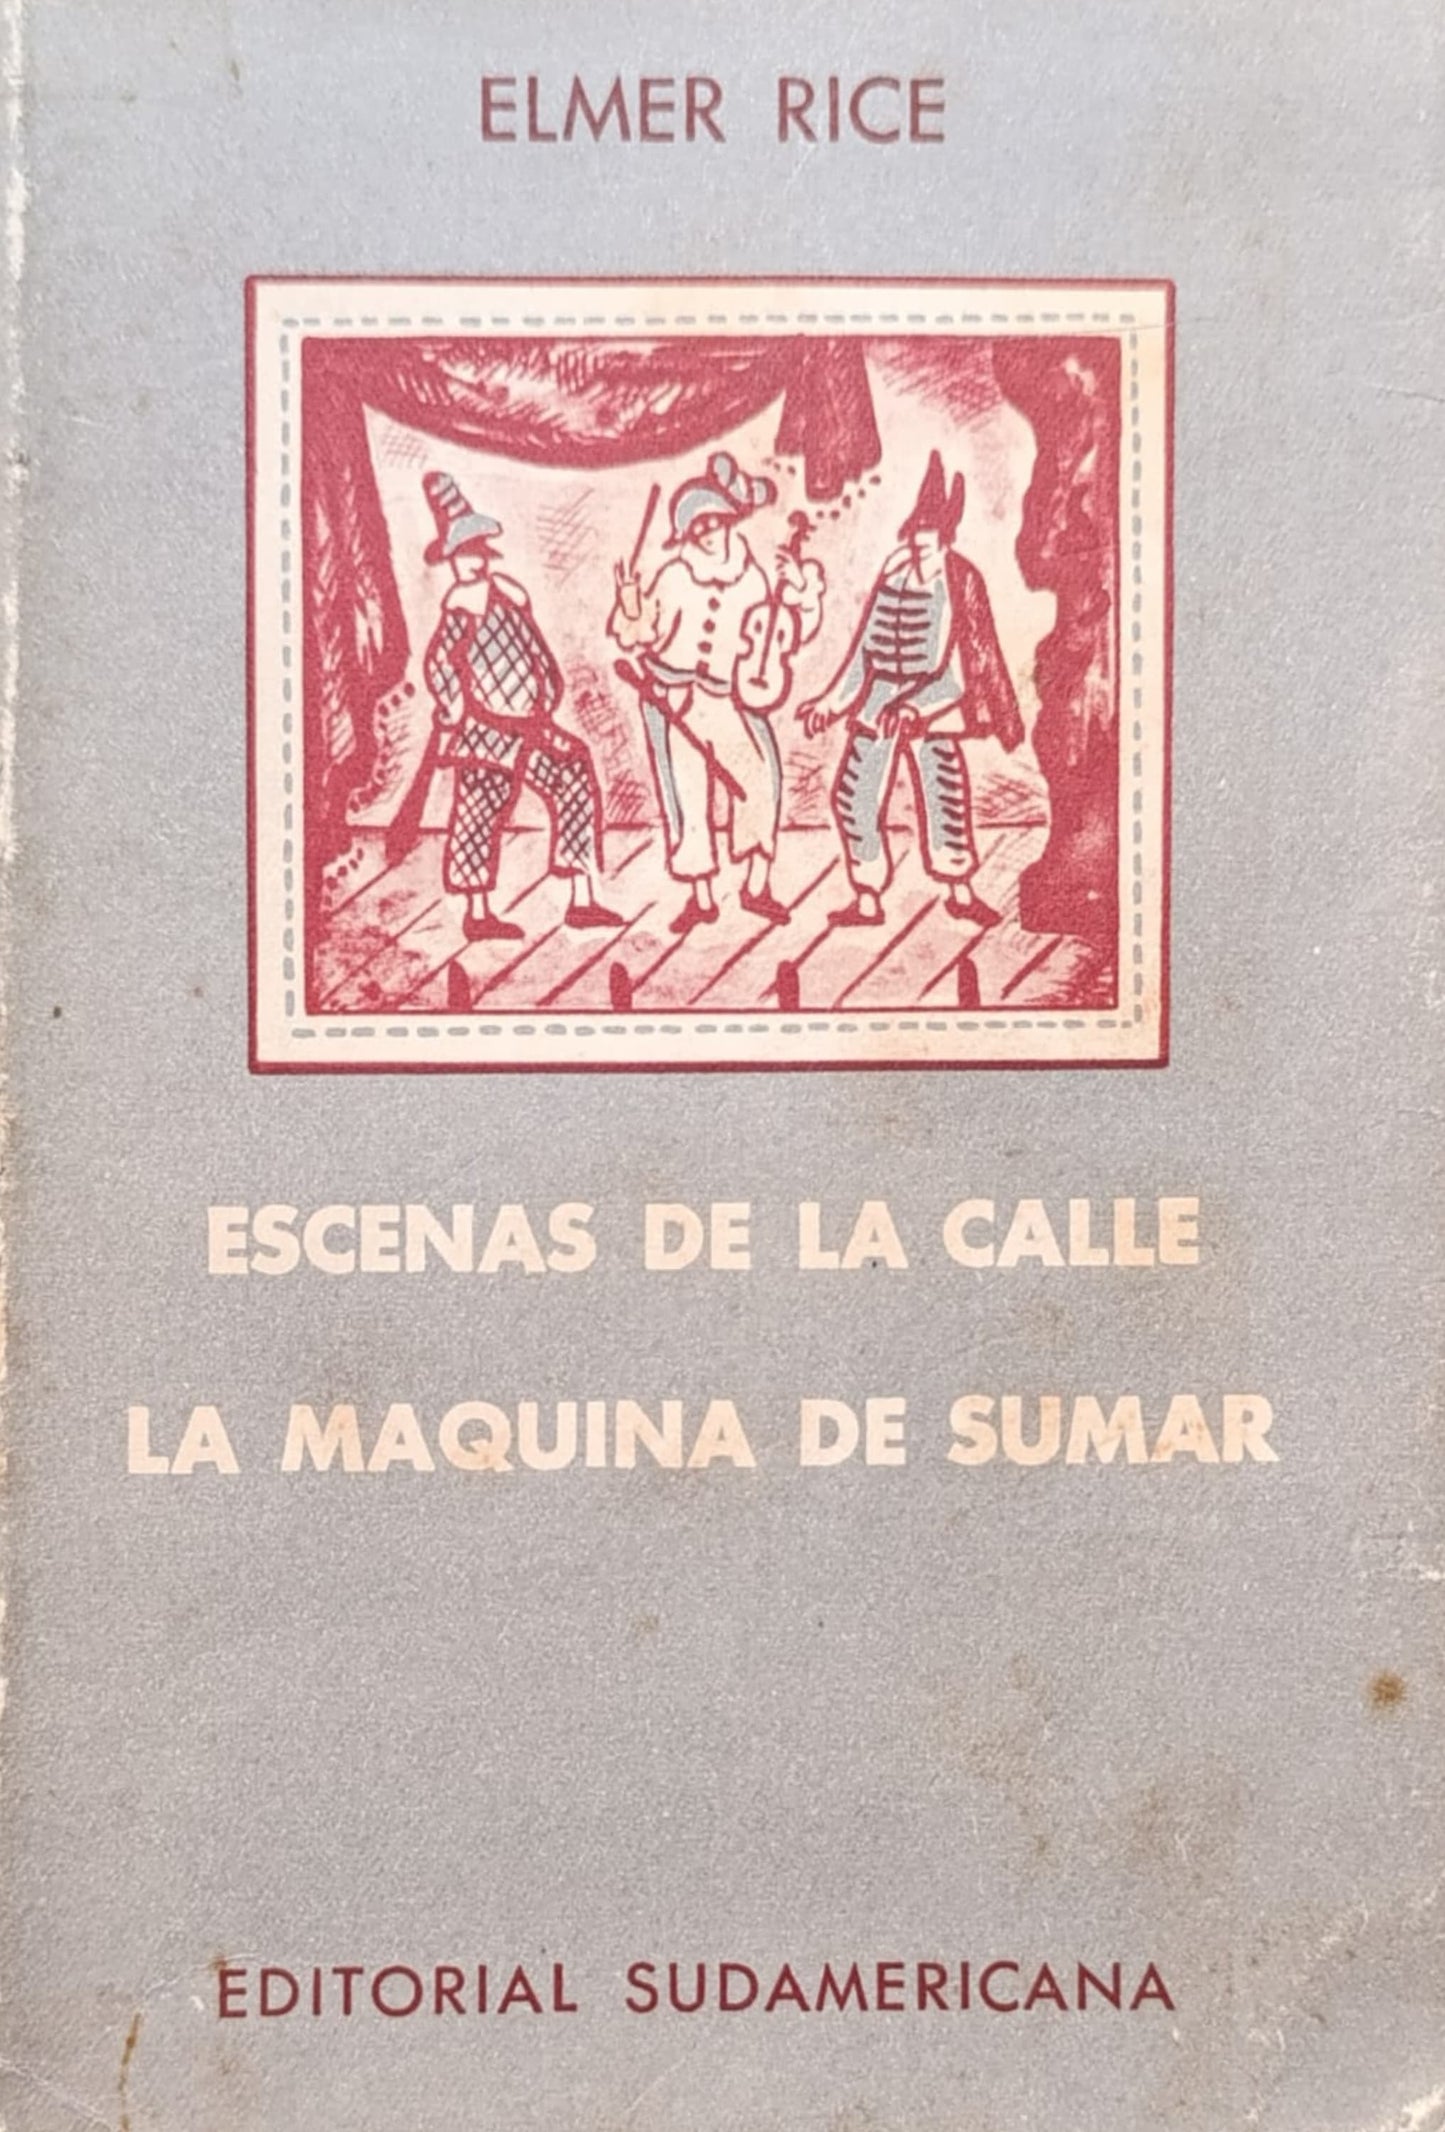 ELMER RICE
ESCENAS DE LA CALLE
LA MAQUINA DE SUMAR
EDITORIAL SUDAMERICANA